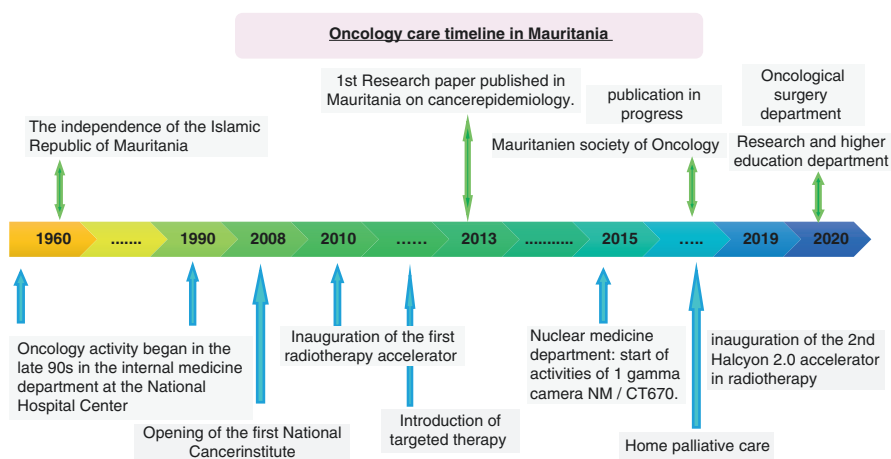 Oncology care timeline in Mauritania
1st Research paper published in
Mauritania on cancerepidemiology.
publication in
progress
Oncological
surgery
department
The independence of the Islamic
Republic of Mauritania
Mauritanien society of Oncology
Research and higher
education department
1960 ....... 1990 2008 2010 ...... 2013 ............ 2015 ..... 2019 2020
Oncology activity began in the
late 90s in the internal medicine
department at the National
Hospital Center
Inauguration of the first
radiotherapy accelerator
Nuclear medicine
department: start of
activities of 1 gamma
camera NM / CT670.
inauguration of the 2nd
Halcyon 2.0 accelerator
in radiotherapy
Opening of the first National
Cancerinstitute
Introduction of
targeted therapy
Home palliative care